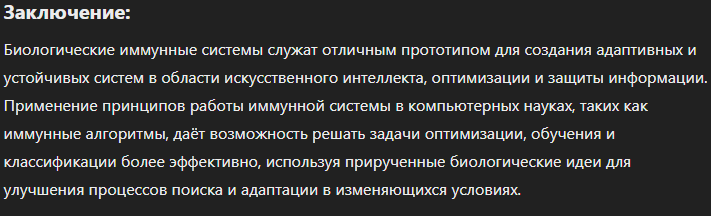 Заключение:
Биологические иммунные системы служат отличным прототипом для создания адаптивных и
устойчивых систем в области искусственного интеллекта, оптимизации и защиты информации.
Применение принципов работы иммунной системы в компьютерных науках, таких как
иммунные алгоритмы, даёт возможность решать задачи оптимизации, обучения и
классификации более эффективно, используя прирученные биологические идеи для
улучшения процессов поиска и адаптации в изменяющихся условиях.